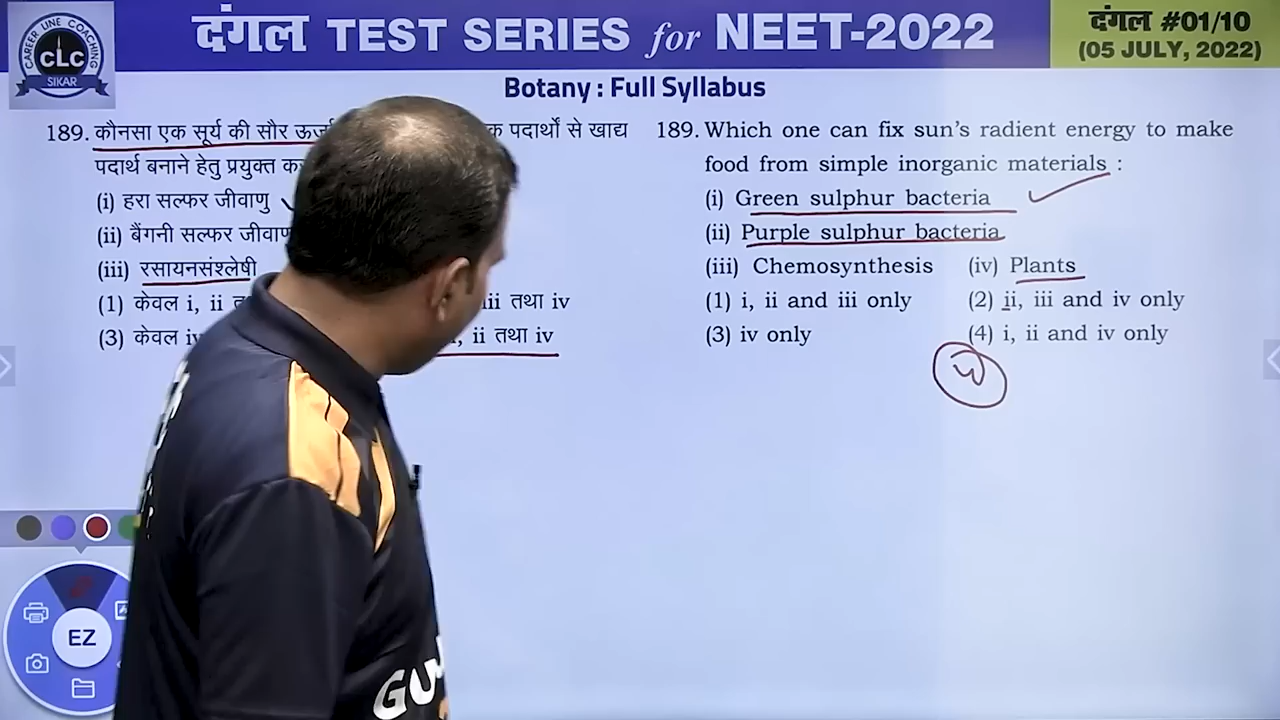 CAREER LINE COACHING
CLC
SIKAR
दंगल TEST SERIES for NEET-2022
दंगल #01/10
(05 JULY, 2022)
Botany : Full Syllabus
189. कौनसा एक सूर्य की सौर पदार्थों से खाद्य
पदार्थ बनाने हेतु प्रयुक्त
(i) हरा सल्फर जीवाणु
(ii) बैंगनी सल्फर
(iii) रसायनसंश्लेषी
(1) केवल i, ii तथा iv
(3) केवल ii तथा iv
189. Which one can fix sun's radient energy to make
food from simple inorganic materials :
(i) Green sulphur bacteria
(ii) Purple sulphur bacteria
(iii) Chemosynthesis (iv) Plants
(1) i, ii and iii only (2) ii, iii and iv only
(3) iv only (4) i, ii and iv only
EZ